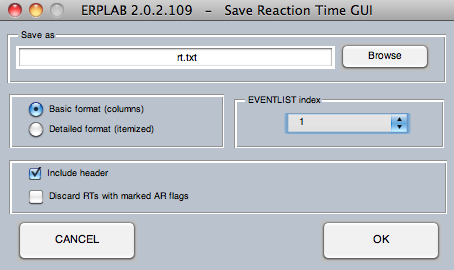 ERPLAB 2.0.2.109 - Save Reaction Time GUI
Save as
rt.txt
Browse
Basic format (columns)
Detailed format (itemized)
EVENTLIST index
1
Include header
Discard RTs with marked AR flags
CANCEL
OK